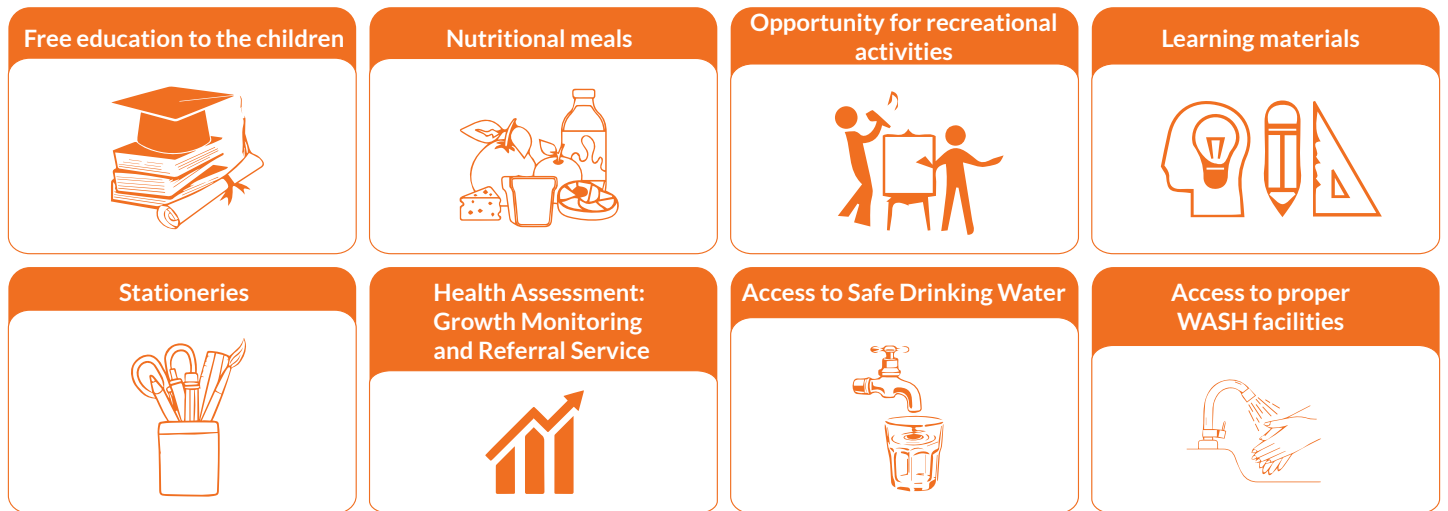 Free education to the children
Nutritional meals
Opportunity for recreational
activities
Learning materials
Stationeries
Health Assessment:
Growth Monitoring
and Referral Service
Access to Safe Drinking Water
Access to proper
WASH facilities